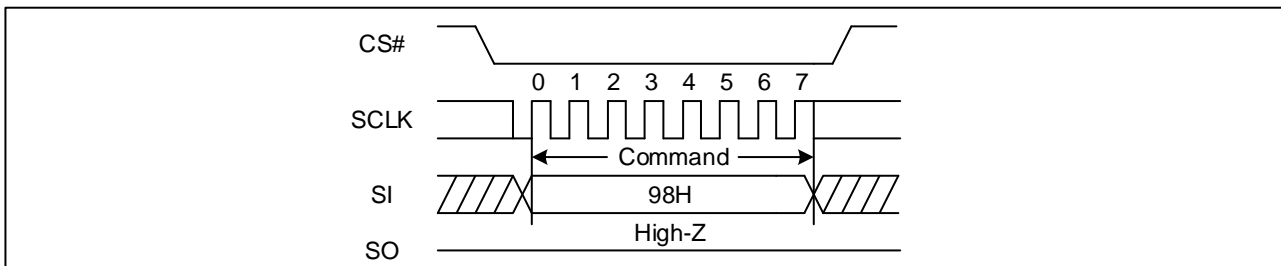 CS#
0 1 2 3 4 5 6 7
SCLK
Command
SI
98H
High-Z
SO